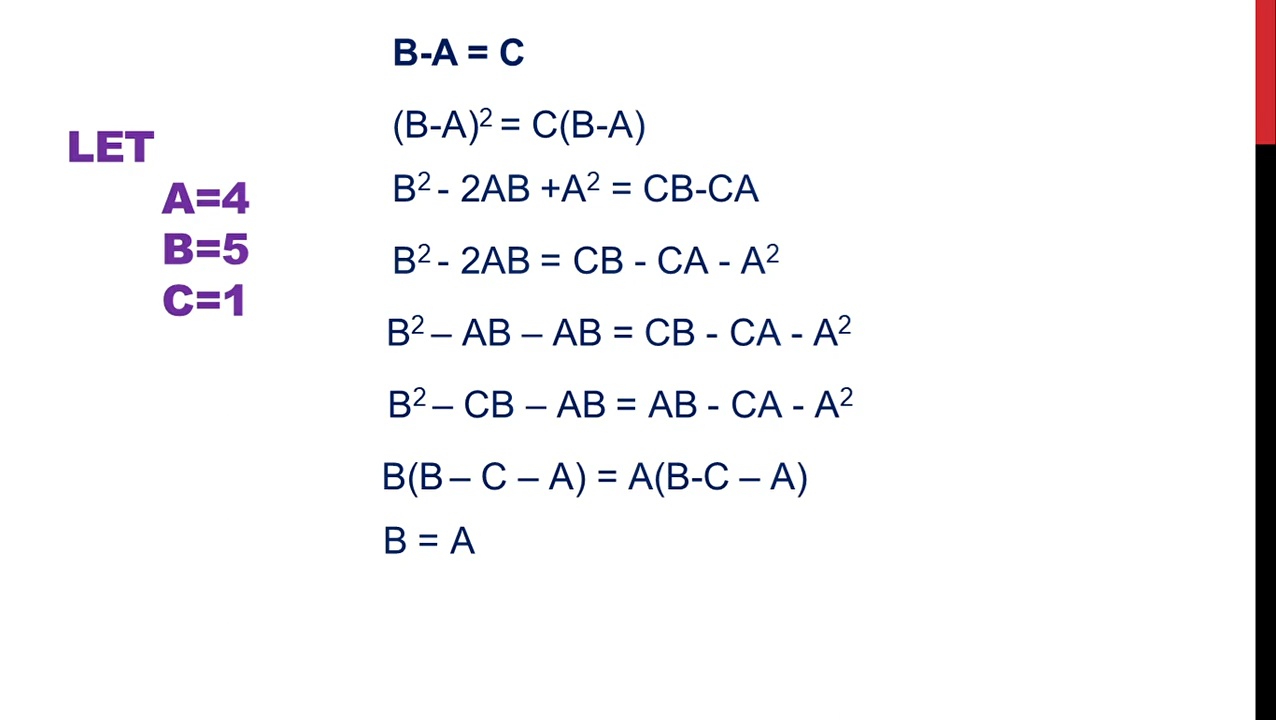 B-A = C
(B-A)² = C(B-A)
LET
A=4
B=5
C=1
B² - 2AB +A² = CB-CA
B² - 2AB = CB - CA - A²
B² – AB – AB = CB - CA - A²
B² – CB – AB = AB - CA - A²
B(B – C – A) = A(B-C – A)
B = A